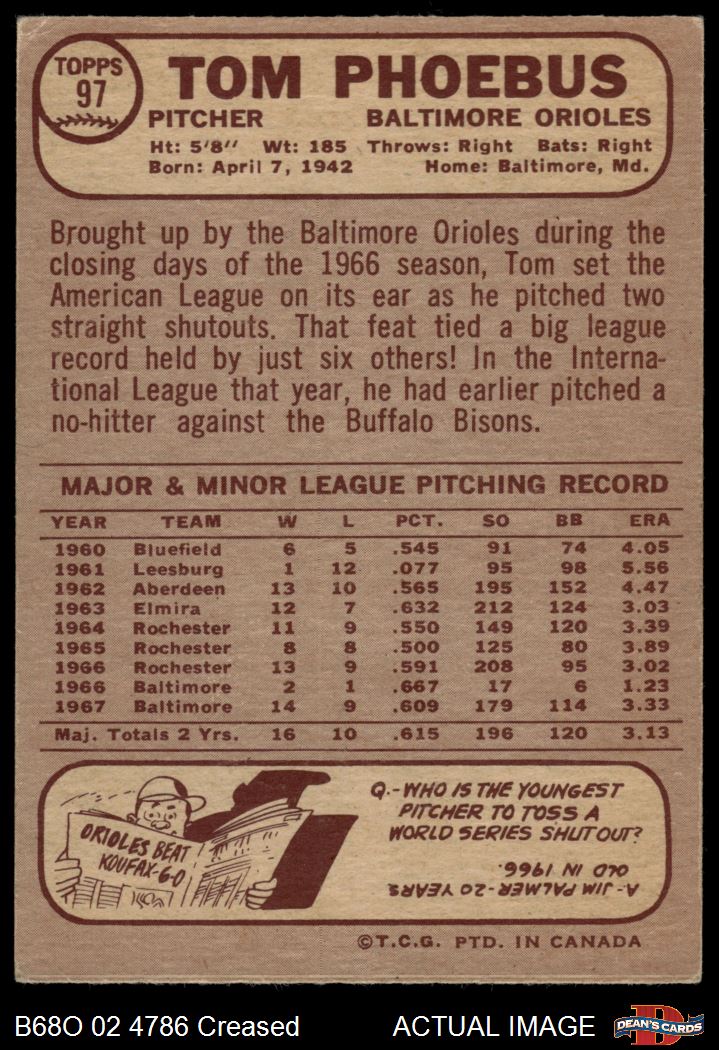 TOPPS
97
TOM PHOEBUS
PITCHER BALTIMORE ORIOLES
Ht: 5'8" Wt: 185 Throws: Right Bats: Right
Born: April 7, 1942 Home: Baltimore, Md.
Brought up by the Baltimore Orioles during the
closing days of the 1966 season, Tom set the
American League on its ear as he pitched two
straight shutouts. That feat tied a big league
record held by just six others! In the Interna-
tional League that year, he had earlier pitched a
no-hitter against the Buffalo Bisons.
MAJOR & MINOR LEAGUE PITCHING RECORD
YEAR TEAM W L PCT. SO BB ERA
1960 Bluefield 6 5 .545 91 74 4.05
1961 Leesburg 1 12 .077 95 98 5.56
1962 Aberdeen 13 10 .565 195 152 4.47
1963 Elmira 12 7 .632 212 124 3.03
1964 Rochester 11 9 .550 149 120 3.39
1965 Rochester 8 8 .500 125 80 3.89
1966 Rochester 13 9 .591 208 95 3.02
1966 Baltimore 2 1 .667 17 6 1.23
1967 Baltimore 14 9 .609 179 114 3.33
Maj. Totals 2 Yrs. 16 10 .615 196 120 3.13
ORIOLES BEAT
KOUFAX-6-0
Q.-WHO IS THE YOUNGEST
PITCHER TO TOSS A
WORLD SERIES SHUTOUT?
A-JIM PALMER-20 YEARS
OLD IN 1966.
©T.C.G. PTD. IN CANADA
B68O 02 4786 Creased ACTUAL IMAGE
DEAN'S CARDS